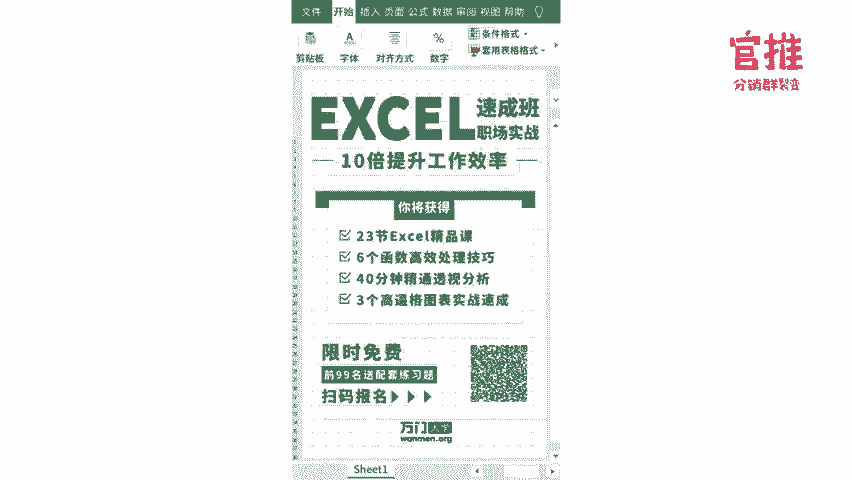 文件 开始 插入 页面 公式 数据 审阅 视图 帮助
剪贴板 字体 对齐方式 数字
条件格式
套用表格格式
官推
分销群裂变
EXCEL 速成班
职场实战
10倍提升工作效率
你将获得
23节Excel精品课
6个函数高效处理技巧
40分钟精通透视分析
3个高逼格图表实战速成
限时免费
前99名送配套练习题
扫码报名
万门大学
wanmen.org
Sheet1